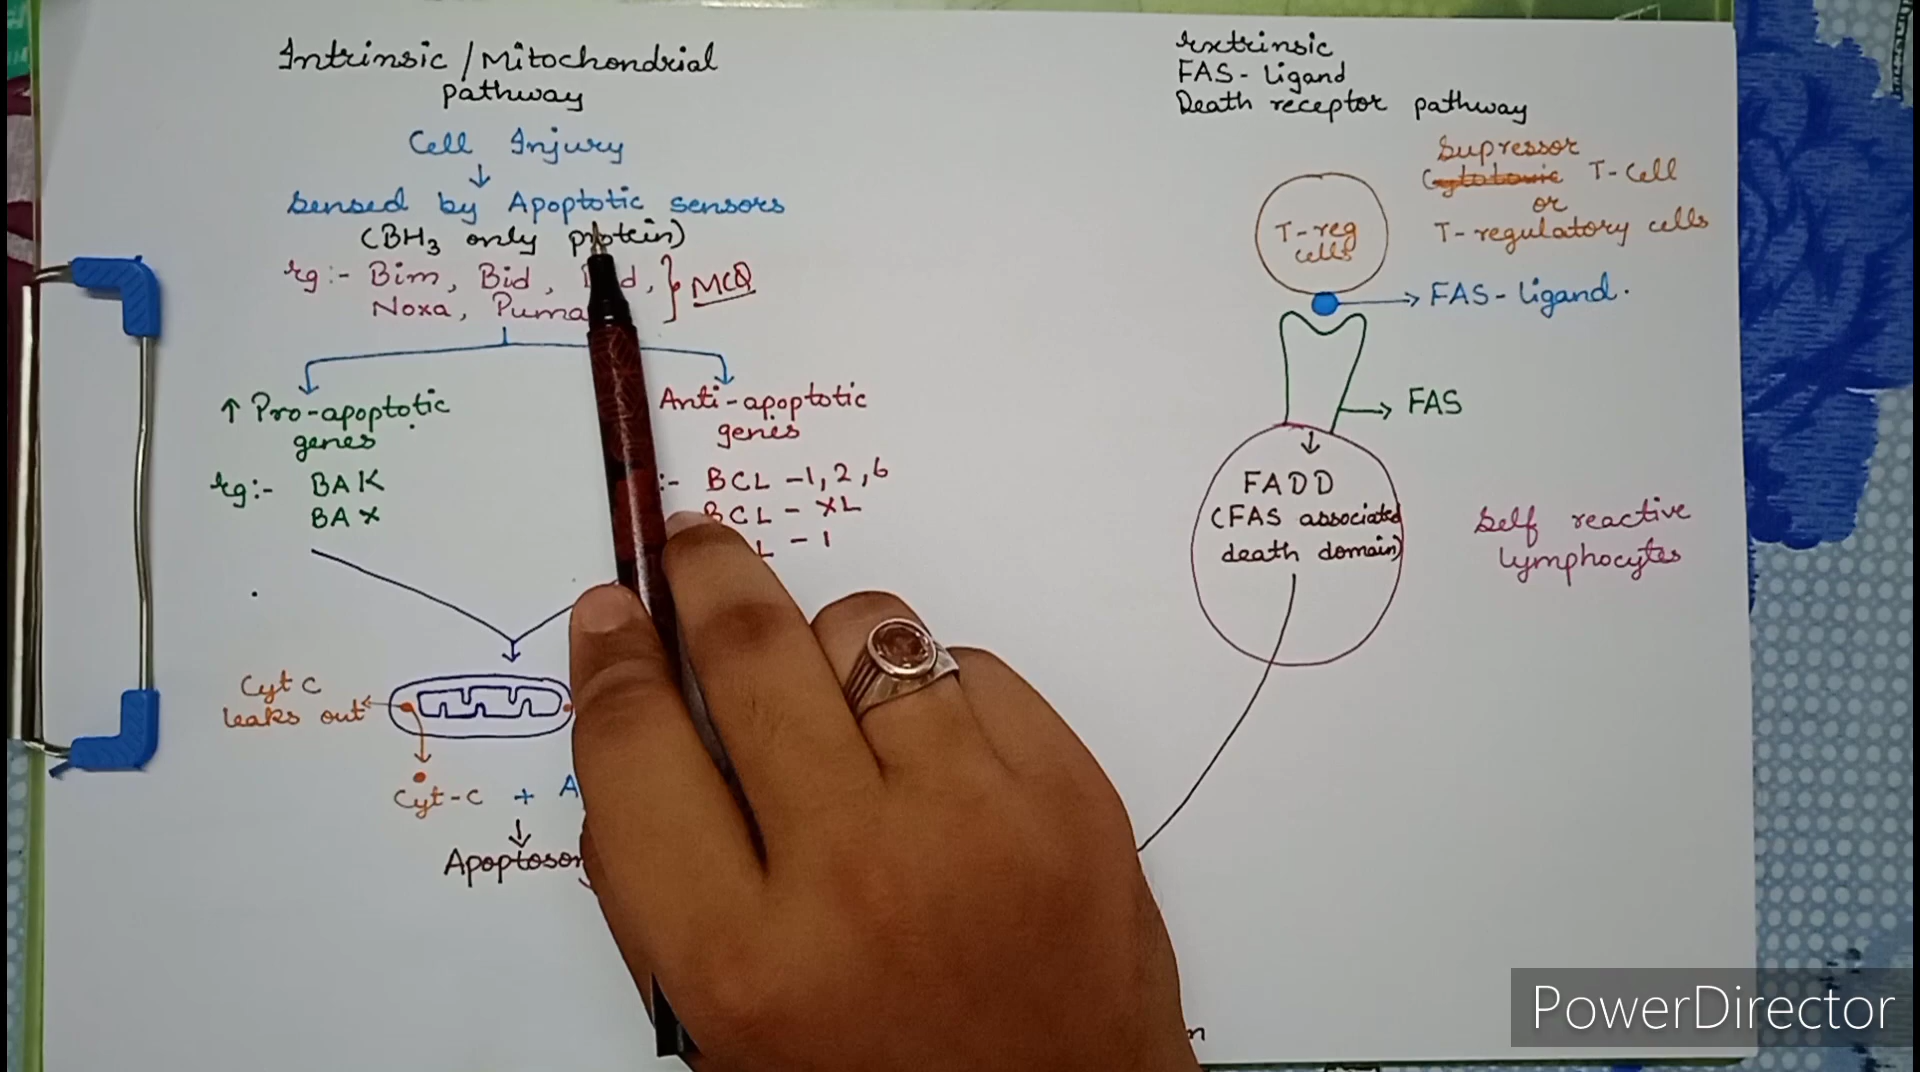 Intrinsic / Mitochondrial
pathway
Cell Injury
↓
Sensed by Apoptotic sensors
(BH3 only protein)
eg:- Bim, Bid, d,
Noxa, Puma
} MCQ
↑ Pro-apoptotic
genes
eg:- BAK
BAX
Anti-apoptotic
genes
:- BCL -1, 2, 6
BCL - XL
L - 1
Cyt C
leaks out
Cyt-C + A
↓
Apoptoso
Extrinsic
FAS - Ligand
Death receptor pathway
Supressor
T-Cell
or
T-regulatory cells
T-reg
cells
FAS - Ligand.
FAS
↓
FADD
(FAS associated
death domain)
Self reactive
lymphocytes
n
PowerDirector